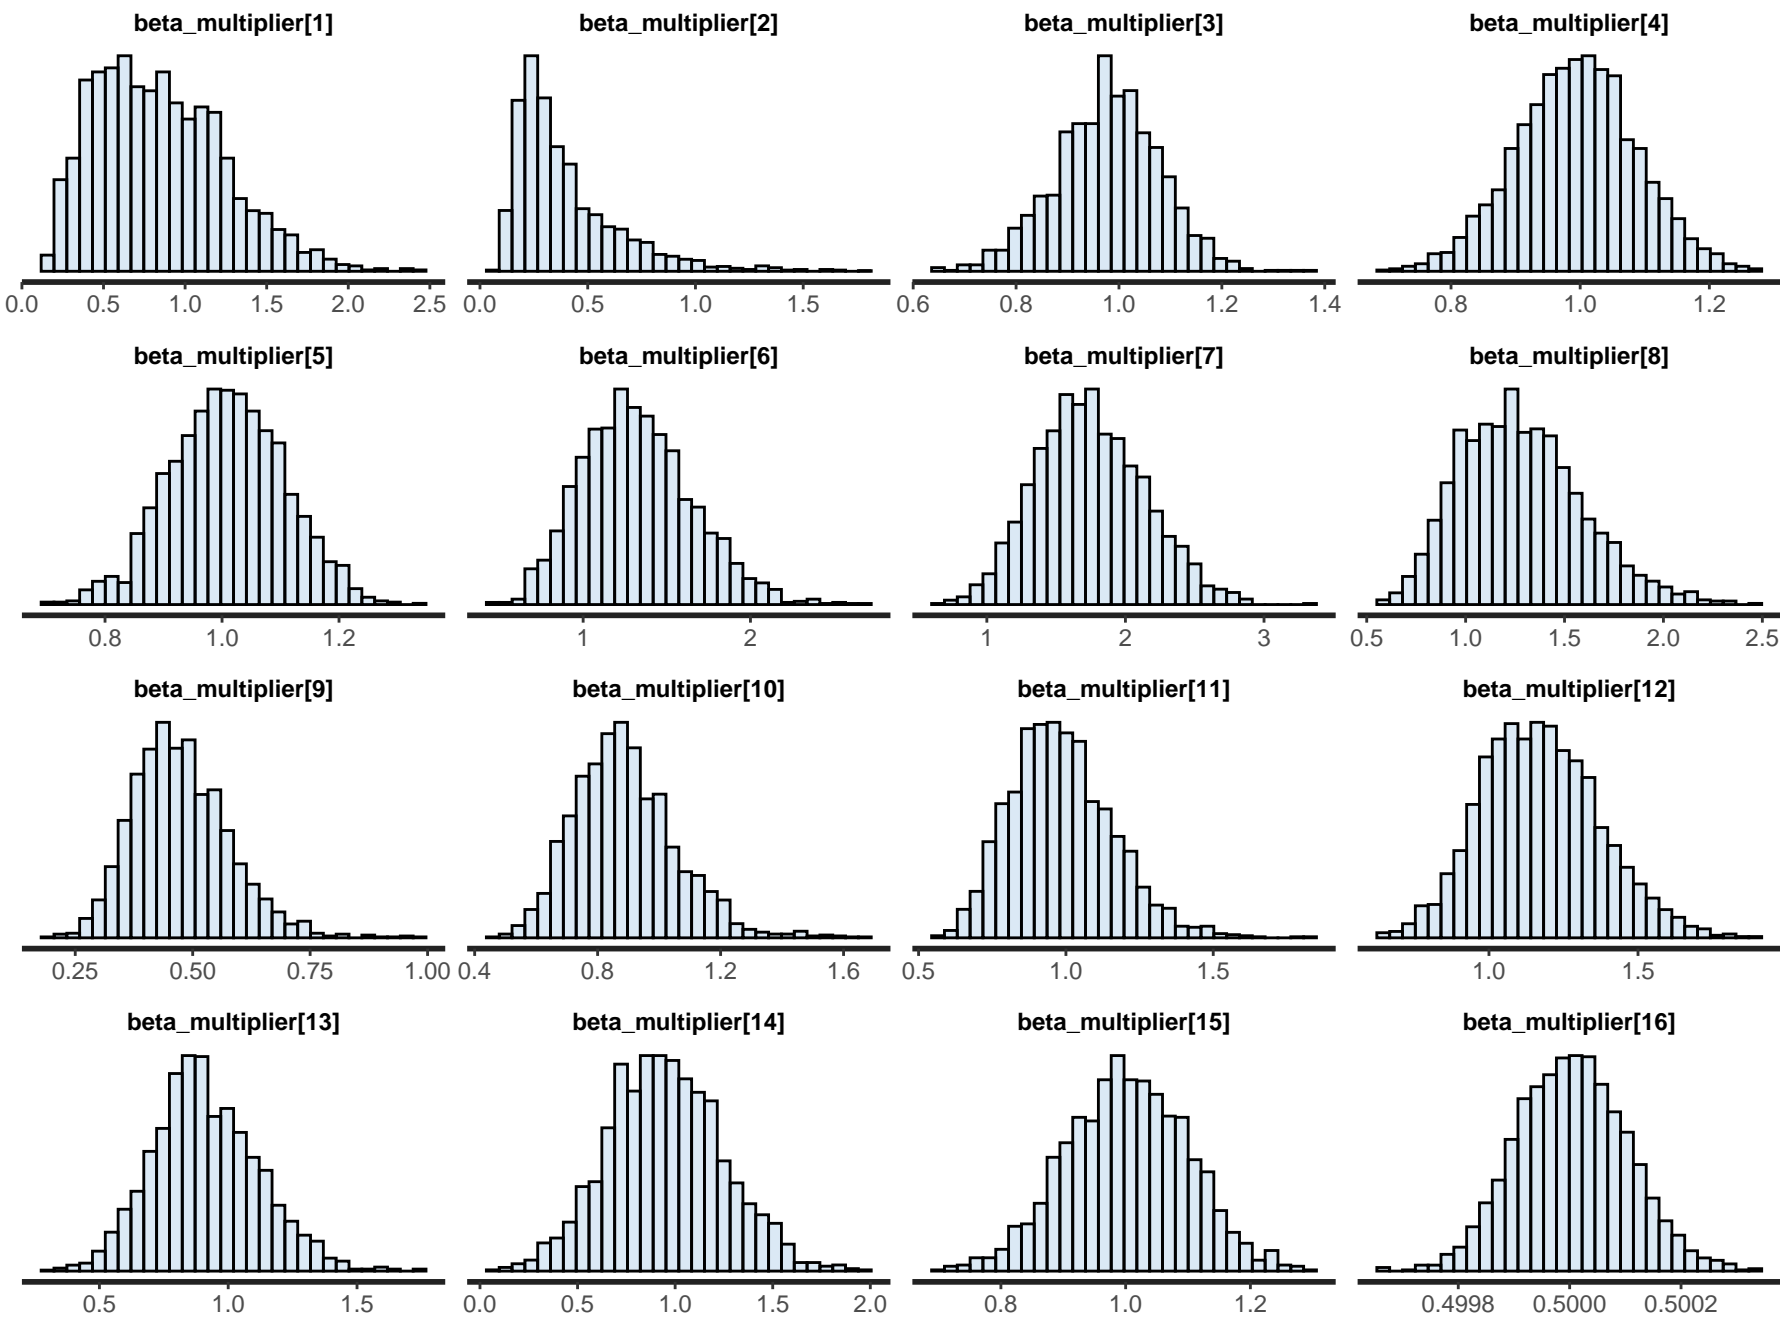 beta_multiplier[1] beta_multiplier[2] beta_multiplier[3] beta_multiplier[4]
0.0 0.5 1.0 1.5 2.0 2.5 0.0 0.5 1.0 1.5 0.6 0.8 1.0 1.2 1.4 0.8 1.0 1.2
beta_multiplier[5] beta_multiplier[6] beta_multiplier[7] beta_multiplier[8]
0.8 1.0 1.2 1 2 1 2 3 0.5 1.0 1.5 2.0 2.5
beta_multiplier[9] beta_multiplier[10] beta_multiplier[11] beta_multiplier[12]
0.25 0.50 0.75 1.00 0.4 0.8 1.2 1.6 0.5 1.0 1.5 1.0 1.5
beta_multiplier[13] beta_multiplier[14] beta_multiplier[15] beta_multiplier[16]
0.5 1.0 1.5 0.0 0.5 1.0 1.5 2.0 0.8 1.0 1.2 0.4998 0.5000 0.5002